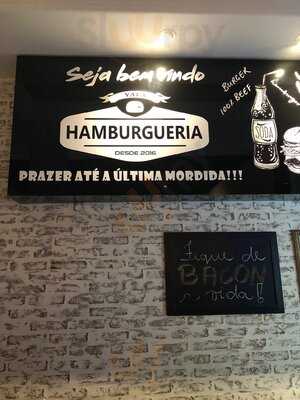 Seja bem vindo
BURGER
100% BEEF
HAMBURGUERIA
DESDE 2016
SODA
PRAZER ATÉ A ÚLTIMA MORDIDA!!!
Fique de
BACON
vida!